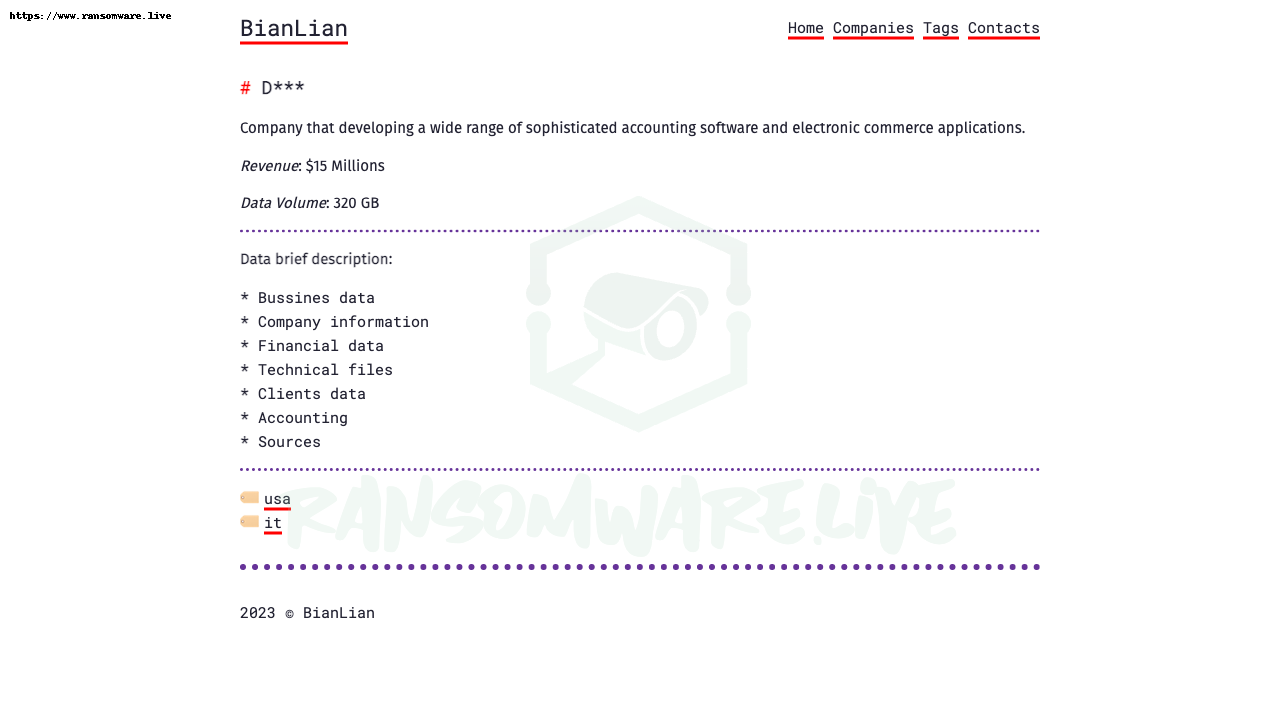 https://www.ransomware.live
BianLian
Home Companies Tags Contacts
# D***
Company that developing a wide range of sophisticated accounting software and electronic commerce applications.
Revenue: $15 Millions
Data Volume: 320 GB
Data brief description:
* Bussines data
* Company information
* Financial data
* Technical files
* Clients data
* Accounting
* Sources
RANSOMWARE.LIVE
usa
it
2023 © BianLian